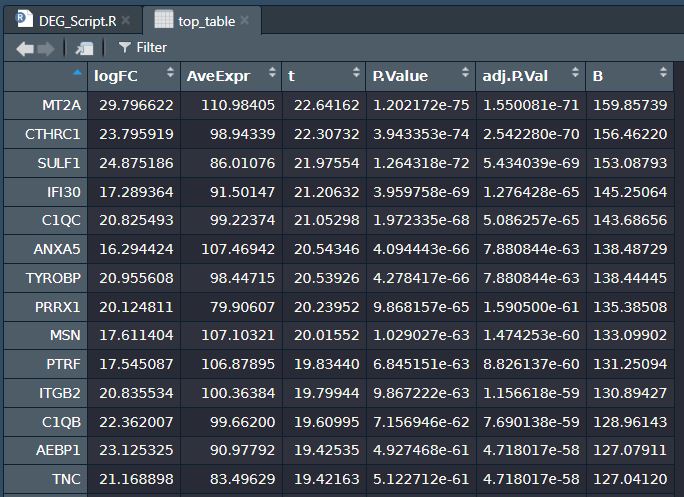 DEG_Script.R × top_table ×
Filter
logFC AveExpr t P.Value adj.P.Val B
MT2A 29.796622 110.98405 22.64162 1.202172e-75 1.550081e-71 159.85739
CTHRC1 23.795919 98.94339 22.30732 3.943353e-74 2.542280e-70 156.46220
SULF1 24.875186 86.01076 21.97554 1.264318e-72 5.434039e-69 153.08793
IFI30 17.289364 91.50147 21.20632 3.959758e-69 1.276428e-65 145.25064
C1QC 20.825493 99.22374 21.05298 1.972335e-68 5.086257e-65 143.68656
ANXA5 16.294424 107.46942 20.54346 4.094443e-66 7.880844e-63 138.48729
TYROBP 20.955608 98.44715 20.53926 4.278417e-66 7.880844e-63 138.44445
PRRX1 20.124811 79.90607 20.23952 9.868157e-65 1.590500e-61 135.38508
MSN 17.611404 107.10321 20.01552 1.029027e-63 1.474253e-60 133.09902
PTRF 17.545087 106.87895 19.83440 6.845151e-63 8.826137e-60 131.25094
ITGB2 20.835534 100.36384 19.79944 9.867222e-63 1.156618e-59 130.89427
C1QB 22.362007 99.66200 19.60995 7.156946e-62 7.690138e-59 128.96143
AEBP1 23.125325 90.97792 19.42535 4.927468e-61 4.718017e-58 127.07911
TNC 21.168898 83.49629 19.42163 5.122712e-61 4.718017e-58 127.04120